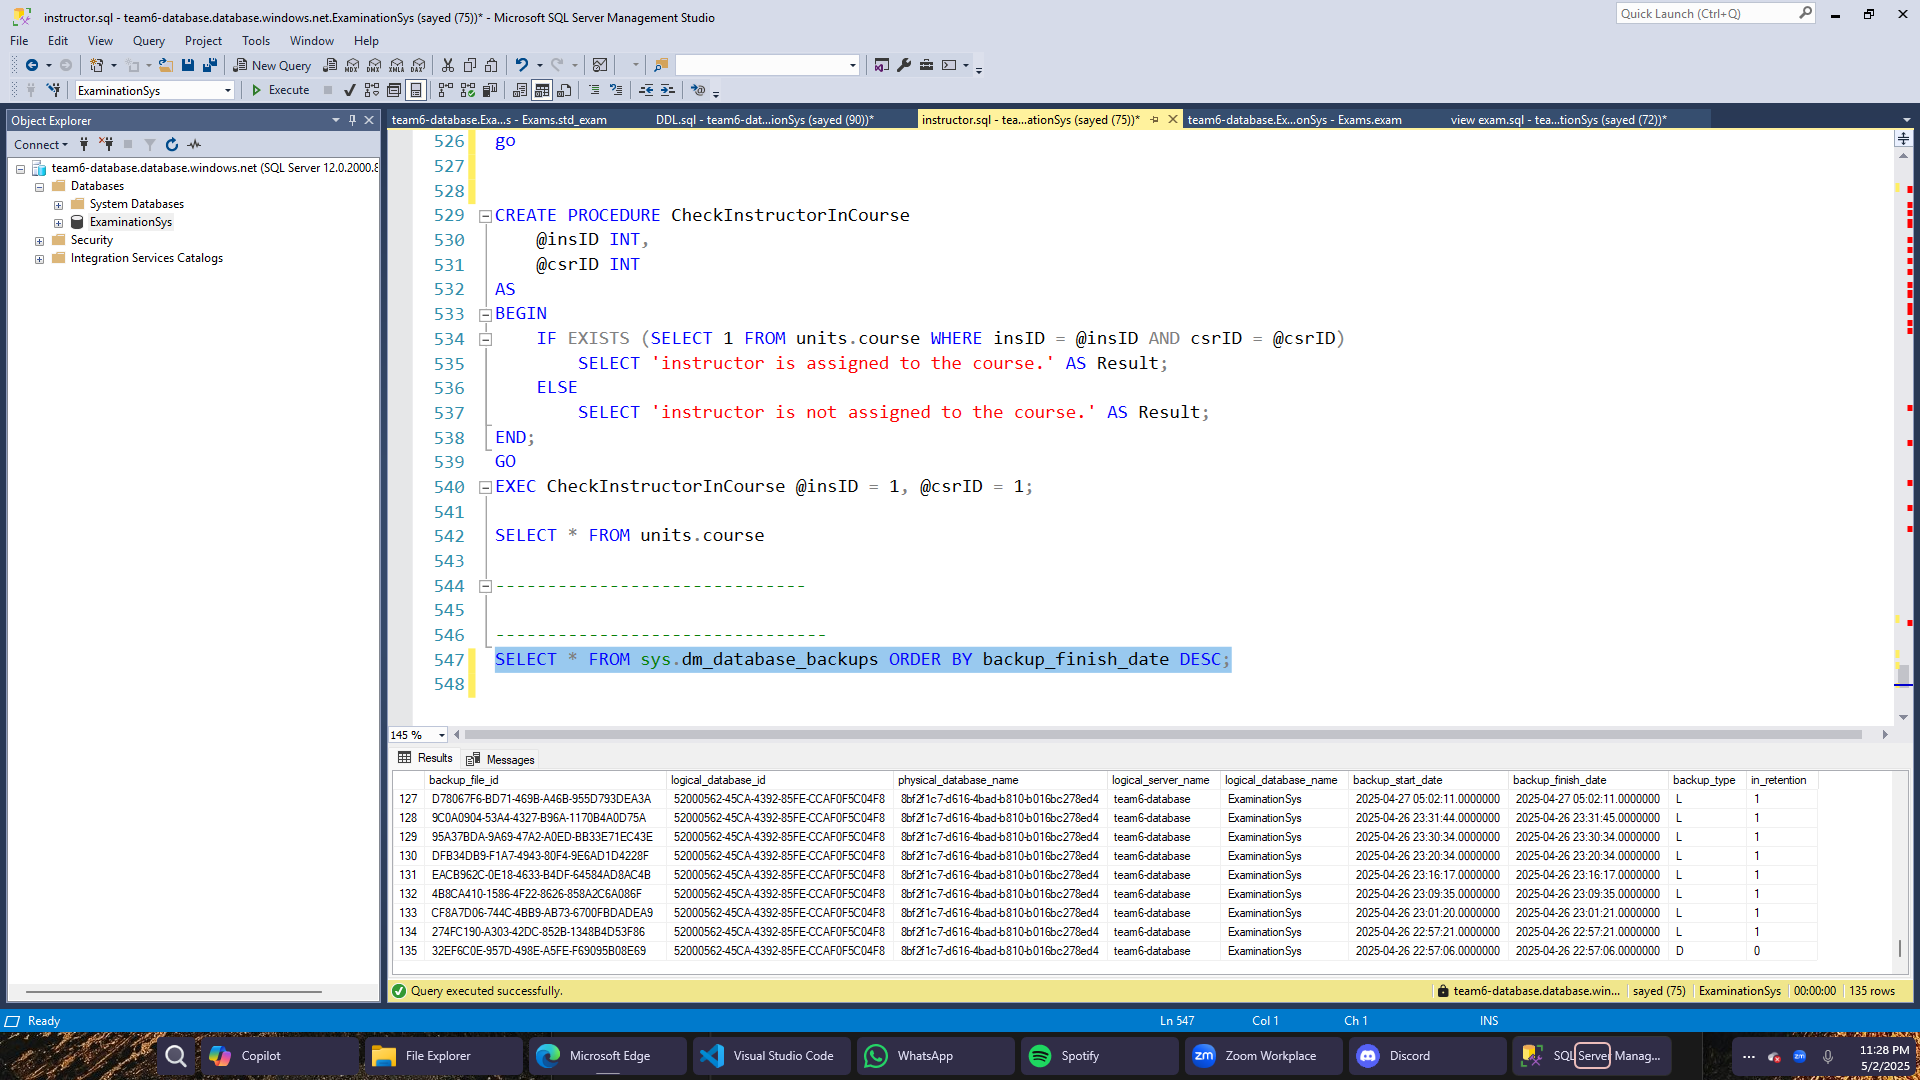 instructor.sql - team6-database.database.windows.net.ExaminationSys (sayed (75))* - Microsoft SQL Server Management Studio
Quick Launch (Ctrl+Q)
File Edit View Query Project Tools Window Help
New Query
ExaminationSys Execute
Object Explorer
team6-database.Exa...s - Exams.std_exam
DDL.sql - team6-dat...ionSys (sayed (90))*
instructor.sql - tea...ationSys (sayed (75))*
team6-database.Ex...onSys - Exams.exam
view exam.sql - tea...tionSys (sayed (72))*
Connect
team6-database.database.windows.net (SQL Server 12.0.2000.8
Databases
System Databases
ExaminationSys
Security
Integration Services Catalogs
526 go
527
528
529 CREATE PROCEDURE CheckInstructorInCourse
530 @insID INT,
531 @csrID INT
532 AS
533 BEGIN
534 IF EXISTS (SELECT 1 FROM units.course WHERE insID = @insID AND csrID = @csrID)
535 SELECT 'instructor is assigned to the course.' AS Result;
536 ELSE
537 SELECT 'instructor is not assigned to the course.' AS Result;
538 END;
539 GO
540 EXEC CheckInstructorInCourse @insID = 1, @csrID = 1;
541
542 SELECT * FROM units.course
543
544 ------------------------------
545
546 --------------------------------
547 SELECT * FROM sys.dm_database_backups ORDER BY backup_finish_date DESC;
548
145 %
Results Messages
backup_file_id logical_database_id physical_database_name logical_server_name logical_database_name backup_start_date backup_finish_date backup_type in_retention
127 D78067F6-BD71-469B-A46B-955D793DEA3A 52000562-45CA-4392-85FE-CCAF0F5C04F8 8bf2f1c7-d616-4bad-b810-b016bc278ed4 team6-database ExaminationSys 2025-04-27 05:02:11.0000000 2025-04-27 05:02:11.0000000 L 1
128 9C0A0904-53A4-4327-B96A-1170B4A0D75A 52000562-45CA-4392-85FE-CCAF0F5C04F8 8bf2f1c7-d616-4bad-b810-b016bc278ed4 team6-database ExaminationSys 2025-04-26 23:31:44.0000000 2025-04-26 23:31:45.0000000 L 1
129 95A37BDA-9A69-47A2-A0ED-BB33E71EC43E 52000562-45CA-4392-85FE-CCAF0F5C04F8 8bf2f1c7-d616-4bad-b810-b016bc278ed4 team6-database ExaminationSys 2025-04-26 23:30:34.0000000 2025-04-26 23:30:34.0000000 L 1
130 DFB34DB9-F1A7-4943-80F4-9E6AD1D4228F 52000562-45CA-4392-85FE-CCAF0F5C04F8 8bf2f1c7-d616-4bad-b810-b016bc278ed4 team6-database ExaminationSys 2025-04-26 23:20:34.0000000 2025-04-26 23:20:34.0000000 L 1
131 EACB962C-0E18-4633-B4DF-64584AD8AC4B 52000562-45CA-4392-85FE-CCAF0F5C04F8 8bf2f1c7-d616-4bad-b810-b016bc278ed4 team6-database ExaminationSys 2025-04-26 23:16:17.0000000 2025-04-26 23:16:17.0000000 L 1
132 4B8CA410-1586-4F22-8626-858A2C6A086F 52000562-45CA-4392-85FE-CCAF0F5C04F8 8bf2f1c7-d616-4bad-b810-b016bc278ed4 team6-database ExaminationSys 2025-04-26 23:09:35.0000000 2025-04-26 23:09:35.0000000 L 1
133 CF8A7D06-744C-4BB9-AB73-6700FBDADEA9 52000562-45CA-4392-85FE-CCAF0F5C04F8 8bf2f1c7-d616-4bad-b810-b016bc278ed4 team6-database ExaminationSys 2025-04-26 23:01:20.0000000 2025-04-26 23:01:21.0000000 L 1
134 274FC190-A303-42DC-852B-1348B4D53F86 52000562-45CA-4392-85FE-CCAF0F5C04F8 8bf2f1c7-d616-4bad-b810-b016bc278ed4 team6-database ExaminationSys 2025-04-26 22:57:21.0000000 2025-04-26 22:57:21.0000000 L 1
135 32EF6C0E-957D-498E-A5FE-F69095B08E69 52000562-45CA-4392-85FE-CCAF0F5C04F8 8bf2f1c7-d616-4bad-b810-b016bc278ed4 team6-database ExaminationSys 2025-04-26 22:57:06.0000000 2025-04-26 22:57:06.0000000 D 0
Query executed successfully.
team6-database.database.win... sayed (75) ExaminationSys 00:00:00 135 rows
Ready Ln 547 Col 1 Ch 1 INS
Copilot File Explorer Microsoft Edge Visual Studio Code WhatsApp Spotify zm Zoom Workplace Discord SQL Server Manag...
11:28 PM
5/2/2025